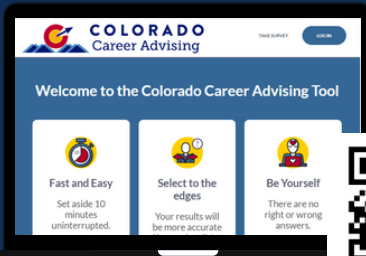 COLORADO
Career Advising
TAKE SURVEY
LOG IN
Welcome to the Colorado Career Advising Tool
Fast and Easy
Set aside 10
minutes
uninterrupted.
Select to the
edges
Your results will
be more accurate
Be Yourself
There are no
right or wrong
answers.